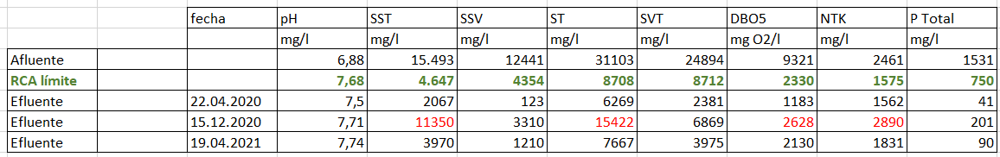 fecha pH SST SSV ST SVT DBO5 NTK P Total
mg/l mg/l mg/l mg/l mg/l mg O2/l mg/l mg/l
Afluente 6,88 15.493 12441 31103 24894 9321 2461 1531
RCA límite 7,68 4.647 4354 8708 8712 2330 1575 750
Efluente 22.04.2020 7,5 2067 123 6269 2381 1183 1562 41
Efluente 15.12.2020 7,71 11350 3310 15422 6869 2628 2890 201
Efluente 19.04.2021 7,74 3970 1210 7667 3975 2130 1831 90